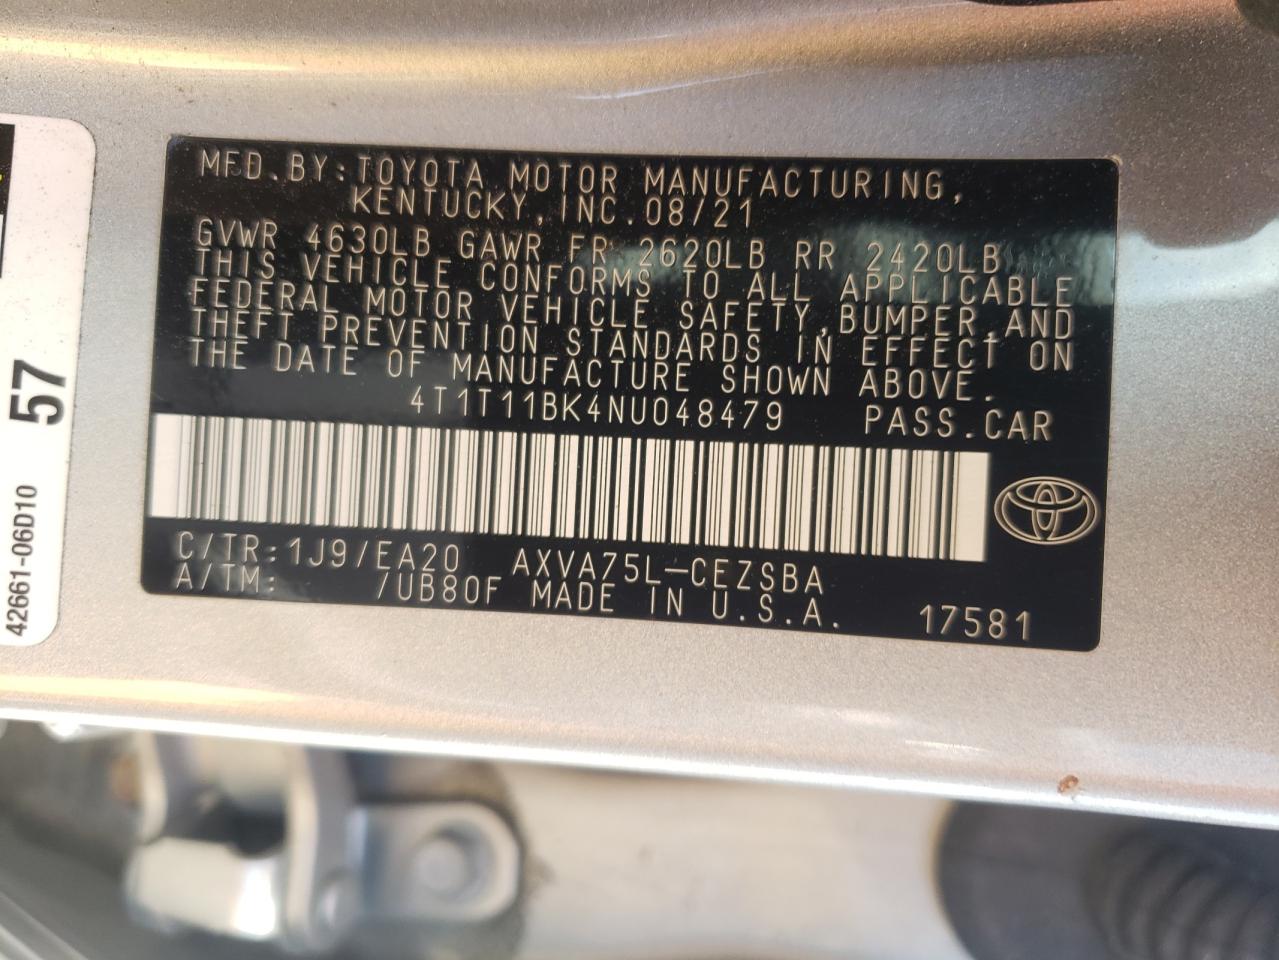 MFD.BY:TOYOTA MOTOR MANUFACTURING,
KENTUCKY,INC.08/21
GVWR 4630LB GAWR FR 2620LB RR 2420LB
THIS VEHICLE CONFORMS TO ALL APPLICABLE
FEDERAL MOTOR VEHICLE SAFETY,BUMPER,AND
THEFT PREVENTION STANDARDS IN EFFECT ON
THE DATE OF MANUFACTURE SHOWN ABOVE.
4T1T11BK4NU048479 PASS.CAR
C/TR:1J9/EA20 AXVA75L-CEZSBA
A/TM: /UB80F MADE IN U.S.A. 17581
42661-06D10 57